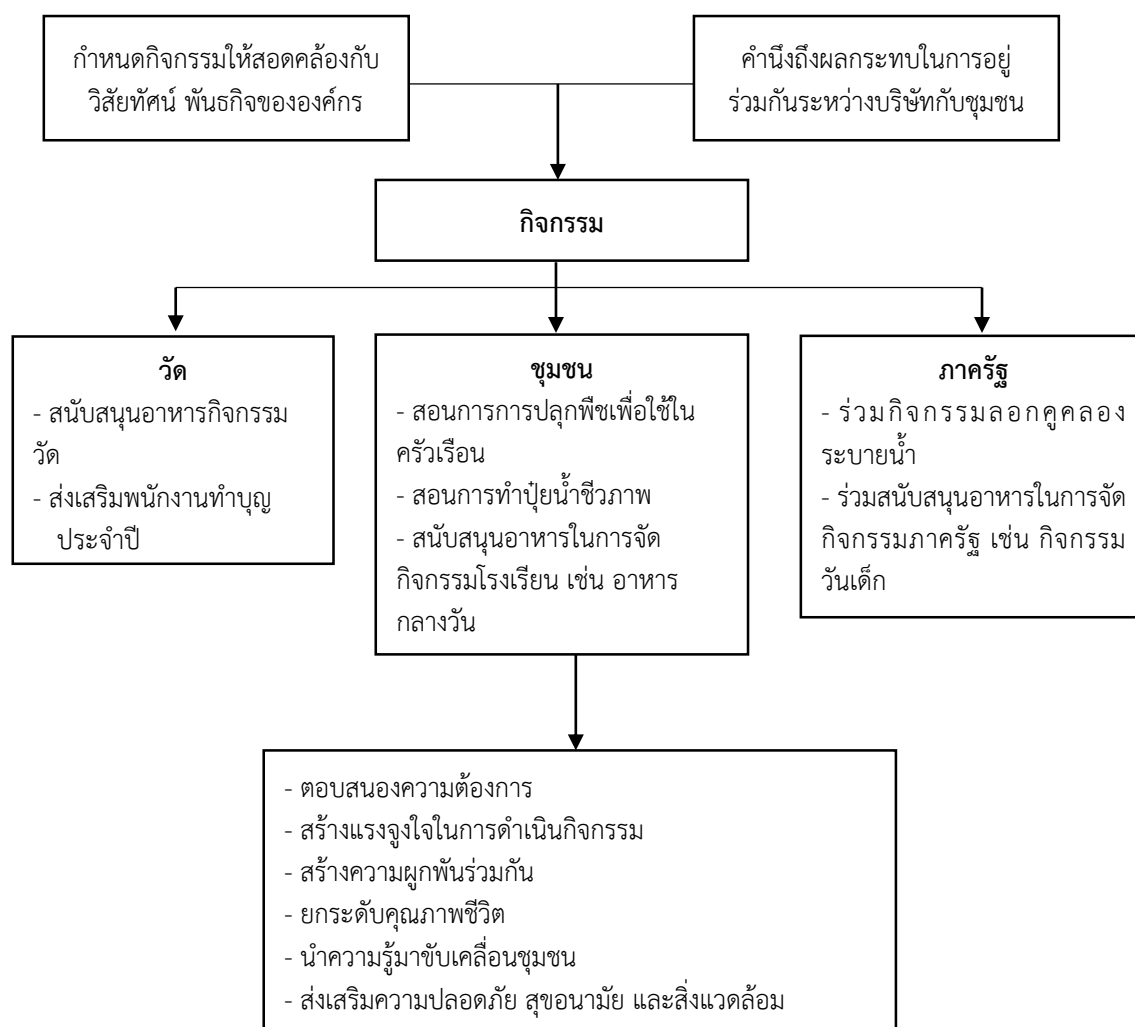 กำหนดกิจกรรมให้สอดคล้องกับ
วิสัยทัศน์ พันธกิจขององค์กร
คำนึงถึงผลกระทบในการอยู่
ร่วมกันระหว่างบริษัทกับชุมชน
กิจกรรม
วัด
- สนับสนุนอาหารกิจกรรม
วัด
- ส่งเสริมพนักงานทำบุญ
ประจำปี
ชุมชน
- สอนการการปลุกพืชเพื่อใช้ใน
ครัวเรือน
- สอนการทำปุ๋ยน้ำชีวภาพ
- สนับสนุนอาหารในการจัด
กิจกรรมโรงเรียน เช่น อาหาร
กลางวัน
ภาครัฐ
- ร่วมกิจกรรมลอกคูคลอง
ระบายน้ำ
- ร่วมสนับสนุนอาหารในการจัด
กิจกรรมภาครัฐ เช่น กิจกรรม
วันเด็ก
- ตอบสนองความต้องการ
- สร้างแรงจูงใจในการดำเนินกิจกรรม
- สร้างความผูกพันร่วมกัน
- ยกระดับคุณภาพชีวิต
- นำความรู้มาขับเคลื่อนชุมชน
- ส่งเสริมความปลอดภัย สุขอนามัย และสิ่งแวดล้อม